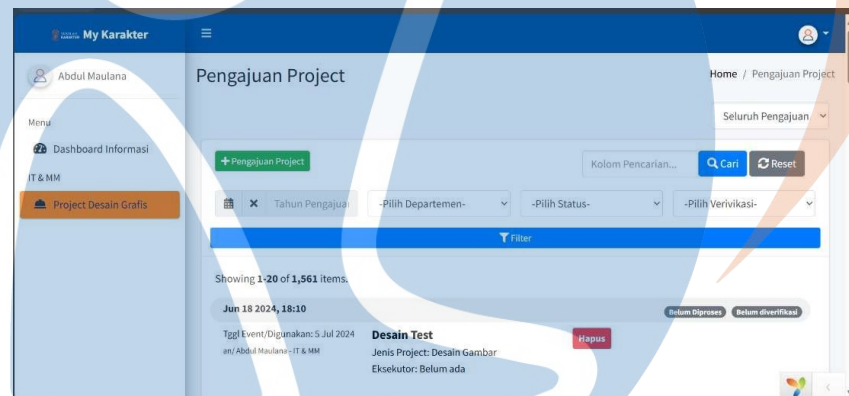 My Karakter
Abdul Maulana
Pengajuan Project
Home / Pengajuan Project
Menu
Seluruh Pengajuan
Dashboard Informasi
+ Pengajuan Project
Kolom Pencarian...
Cari
Reset
IT & MM
Project Desain Grafis
Tahun Pengajuan
-Pilih Departemen-
-Pilih Status-
-Pilih Verivikasi-
Filter
Showing 1-20 of 1,561 items.
Jun 18 2024, 18:10
Belum Diproses
Belum diverifikasi
Tggl Event/Digunakan: 5 Jul 2024
an/ Abdul Maulana - IT & MM
Desain Test
Jenis Project: Desain Gambar
Eksekutor: Belum ada
Hapus